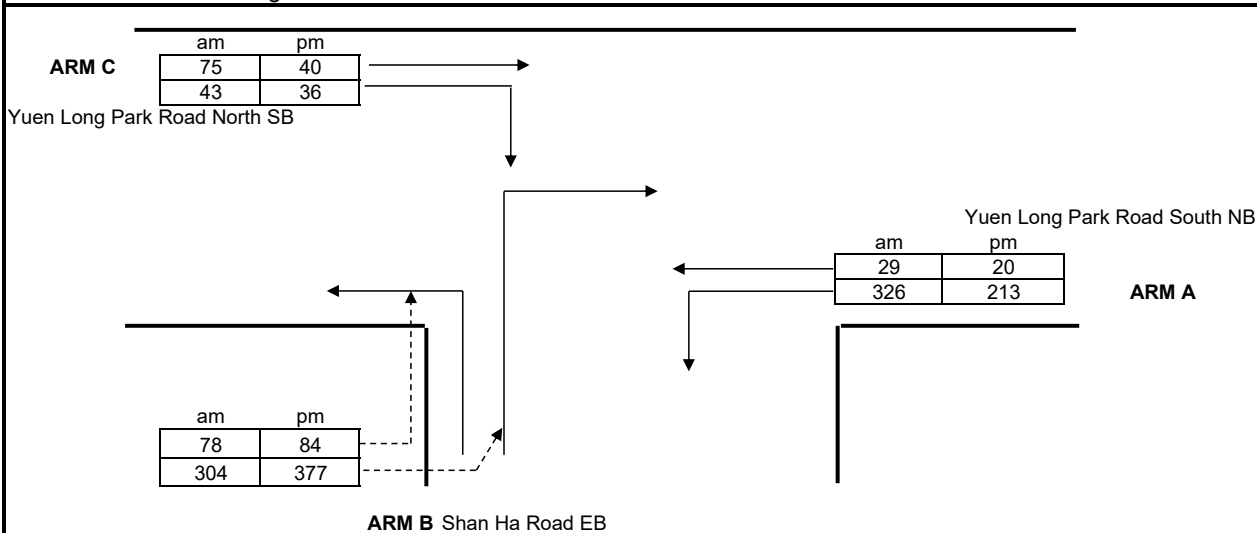 am pm
ARM C 75 40
43 36
Yuen Long Park Road North SB
Yuen Long Park Road South NB
am pm
29 20
326 213 ARM A
am pm
78 84
304 377
ARM B Shan Ha Road EB